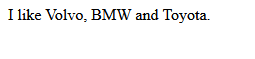 I like Volvo, BMW and Toyota.